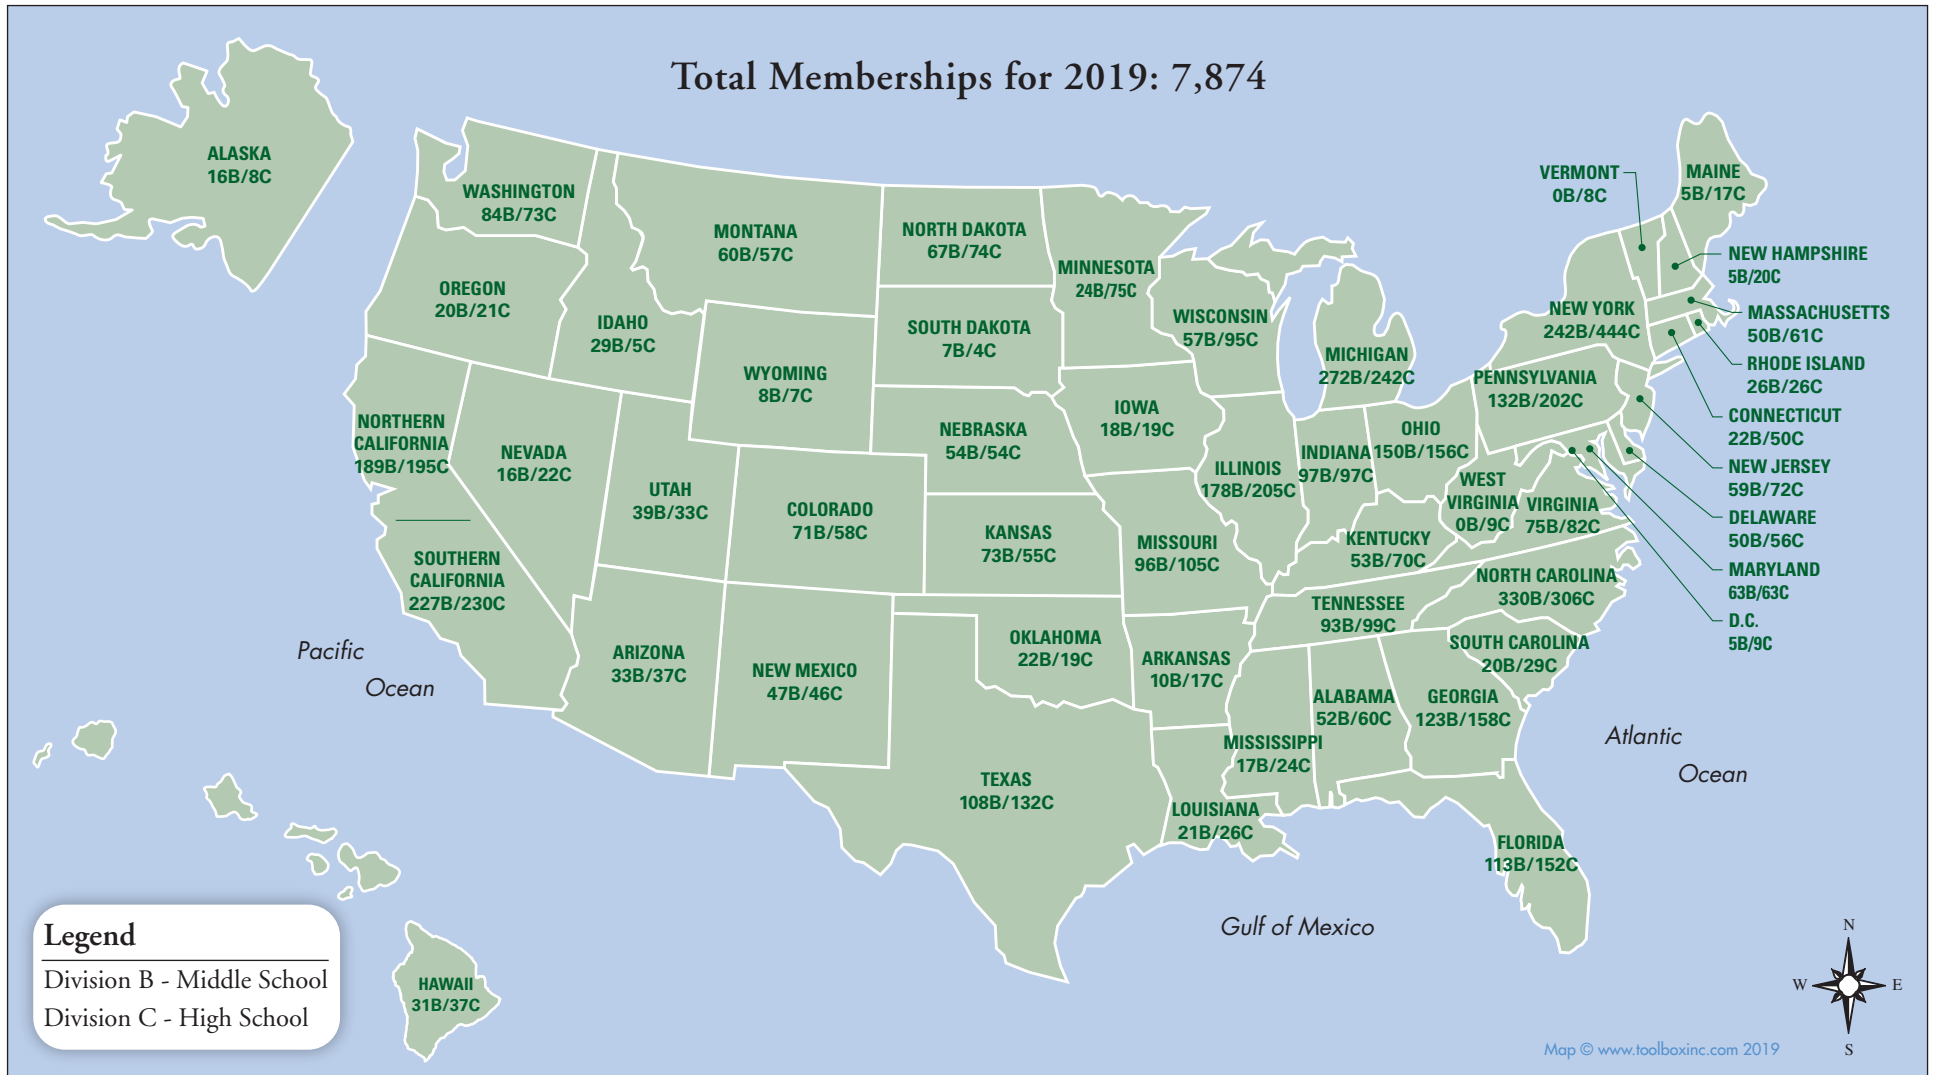 Total Memberships for 2019: 7,874
ALASKA
16B/8C
WASHINGTON
84B/73C
OREGON
20B/21C
IDAHO
29B/5C
MONTANA
60B/57C
NORTH DAKOTA
67B/74C
MINNESOTA
24B/75C
SOUTH DAKOTA
7B/4C
WISCONSIN
57B/95C
MICHIGAN
272B/242C
WYOMING
8B/7C
NORTHERN
CALIFORNIA
189B/195C
NEVADA
16B/22C
UTAH
39B/33C
COLORADO
71B/58C
NEBRASKA
54B/54C
IOWA
18B/19C
ILLINOIS
178B/205C
INDIANA
97B/97C
OHIO
150B/156C
PENNSYLVANIA
132B/202C
NEW YORK
242B/444C
VERMONT
0B/8C
MAINE
5B/17C
NEW HAMPSHIRE
5B/20C
MASSACHUSETTS
50B/61C
RHODE ISLAND
26B/26C
CONNECTICUT
22B/50C
NEW JERSEY
59B/72C
DELAWARE
50B/56C
MARYLAND
63B/63C
D.C.
5B/9C
WEST
VIRGINIA
0B/9C
VIRGINIA
75B/82C
KENTUCKY
53B/70C
KANSAS
73B/55C
MISSOURI
96B/105C
SOUTHERN
CALIFORNIA
227B/230C
ARIZONA
33B/37C
NEW MEXICO
47B/46C
OKLAHOMA
22B/19C
ARKANSAS
10B/17C
TENNESSEE
93B/99C
NORTH CAROLINA
330B/306C
SOUTH CAROLINA
20B/29C
GEORGIA
123B/158C
ALABAMA
52B/60C
MISSISSIPPI
17B/24C
TEXAS
108B/132C
LOUISIANA
21B/26C
FLORIDA
113B/152C
HAWAII
31B/37C
Pacific
Ocean
Atlantic
Ocean
Gulf of Mexico
Legend
Division B - Middle School
Division C - High School
N
W
E
S
Map © www.toolboxinc.com 2019